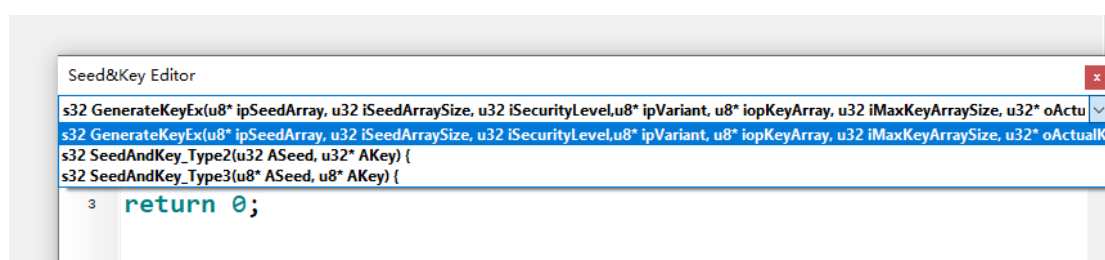 Seed&Key Editor
x
s32 GenerateKeyEx(u8* ipSeedArray, u32 iSeedArraySize, u32 iSecurityLevel,u8* ipVariant, u8* iopKeyArray, u32 iMaxKeyArraySize, u32* oActu
s32 GenerateKeyEx(u8* ipSeedArray, u32 iSeedArraySize, u32 iSecurityLevel,u8* ipVariant, u8* iopKeyArray, u32 iMaxKeyArraySize, u32* oActualK
s32 SeedAndKey_Type2(u32 ASeed, u32* AKey) {
s32 SeedAndKey_Type3(u8* ASeed, u8* AKey) {
3 return 0;